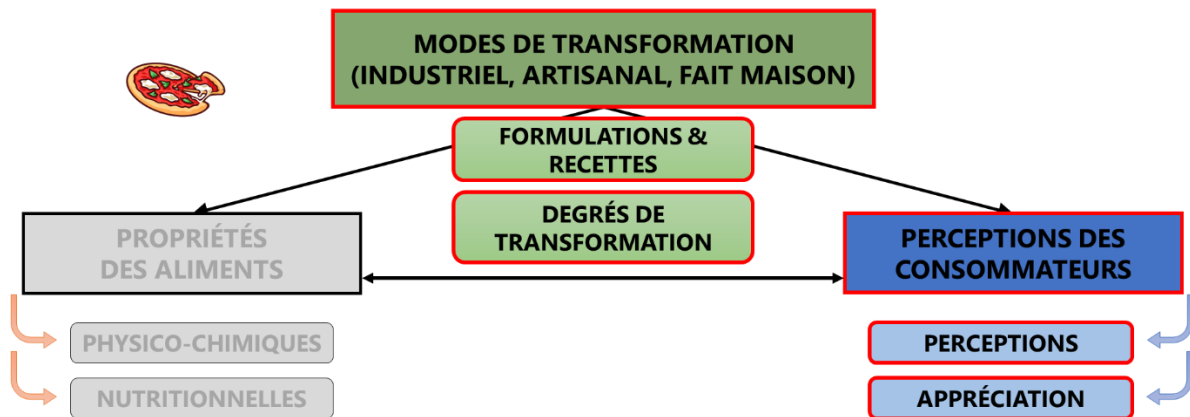 MODES DE TRANSFORMATION
(INDUSTRIEL, ARTISANAL, FAIT MAISON)
FORMULATIONS &
RECETTES
DEGRÉS DE
TRANSFORMATION
PROPRIÉTÉS
DES ALIMENTS
PERCEPTIONS DES
CONSOMMATEURS
PHYSICO-CHIMIQUES
NUTRITIONNELLES
PERCEPTIONS
APPRÉCIATION